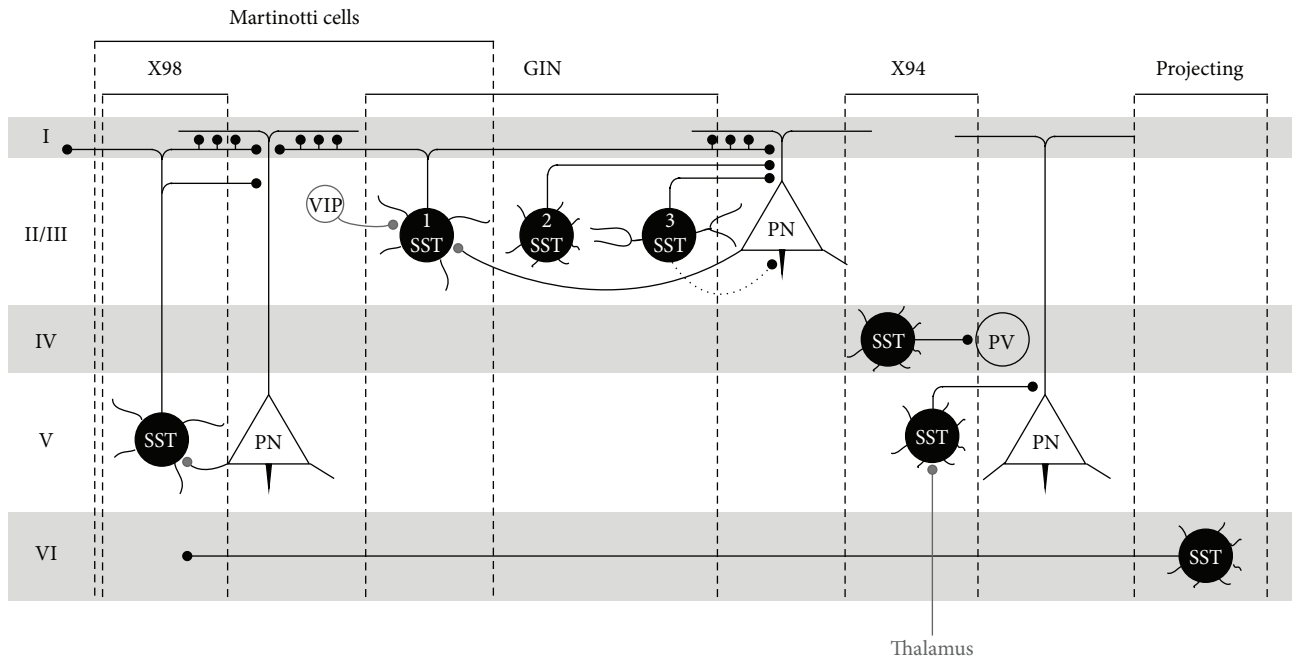 Martinotti cells
X98
GIN
X94
Projecting
I
II/III
VIP
1
SST
2
SST
3
SST
PN
IV
SST
PV
V
SST
PN
SST
PN
VI
SST
Thalamus